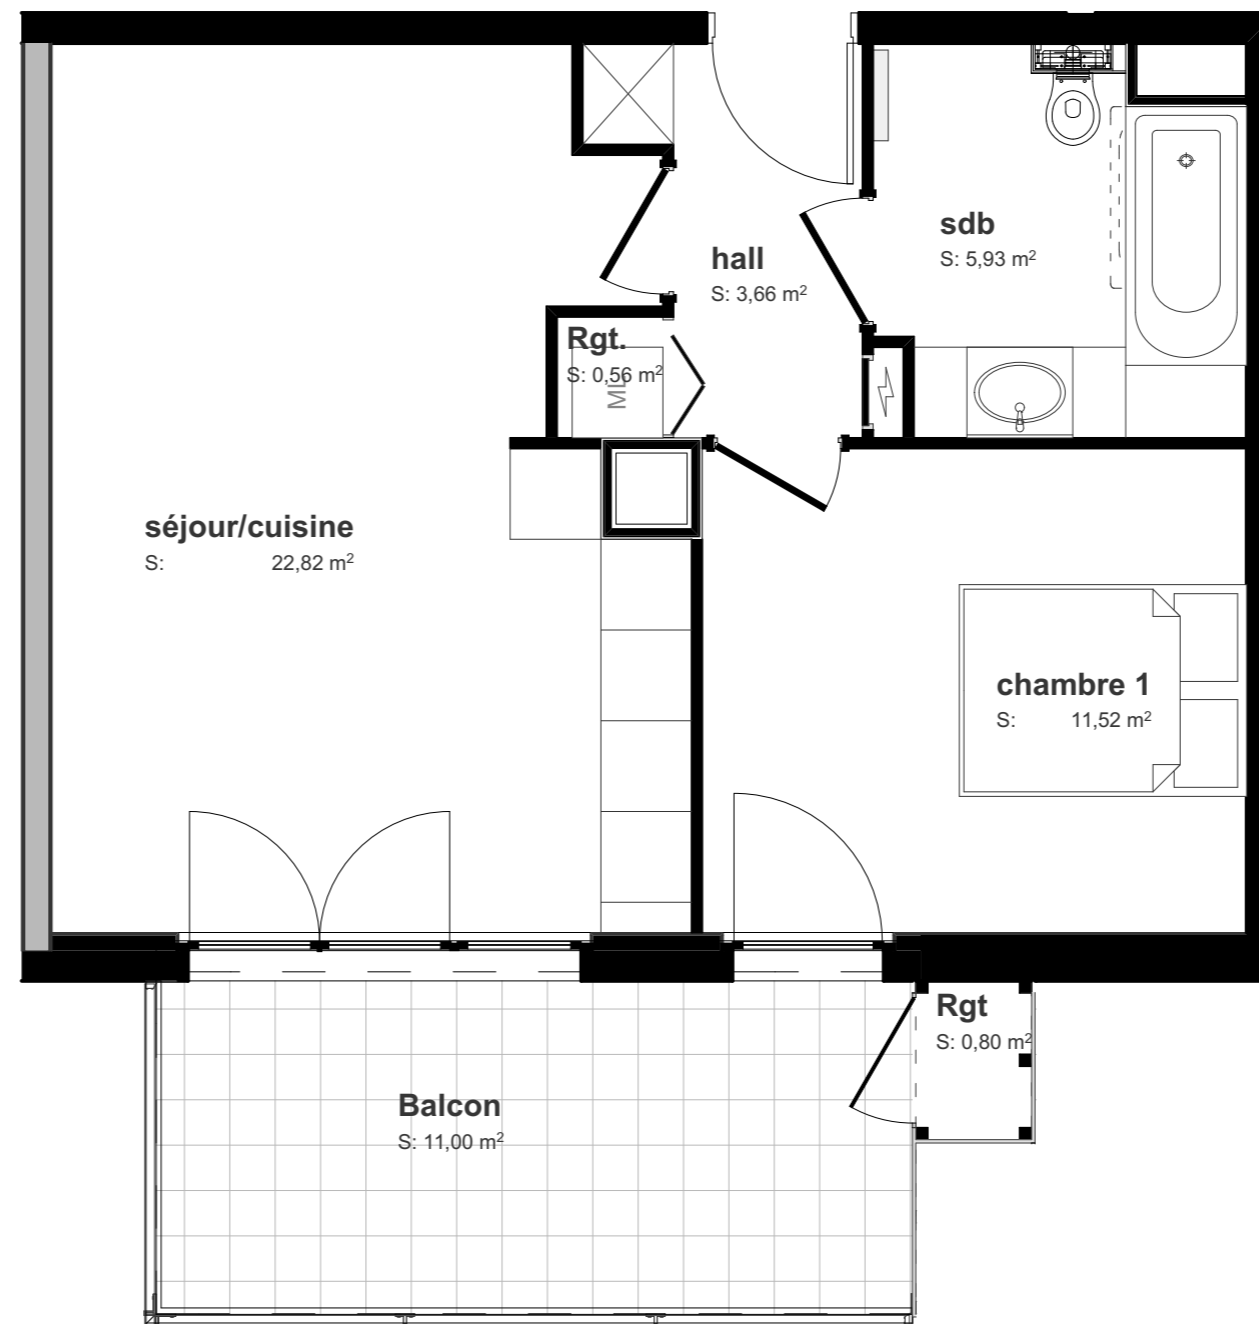 sdb
S: 5,93 m²
hall
S: 3,66 m²
Rgt.
S: 0,56 m²
ML
séjour/cuisine
S: 22,82 m²
chambre 1
S: 11,52 m²
Rgt
S: 0,80 m²
Balcon
S: 11,00 m²